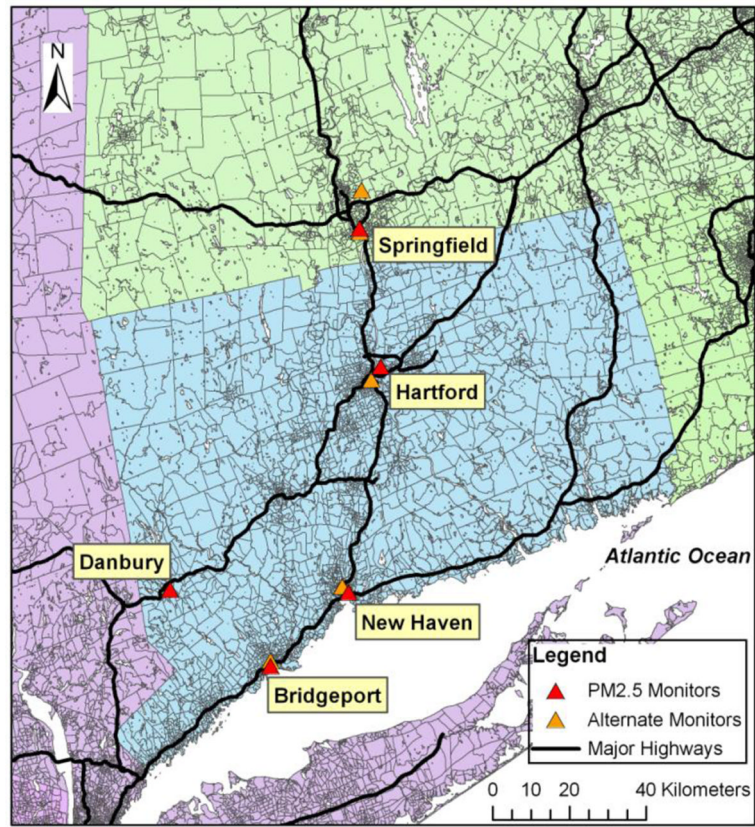 N
Springfield
Hartford
Danbury
Atlantic Ocean
New Haven
Bridgeport
Legend
PM2.5 Monitors
Alternate Monitors
Major Highways
0 10 20 40 Kilometers